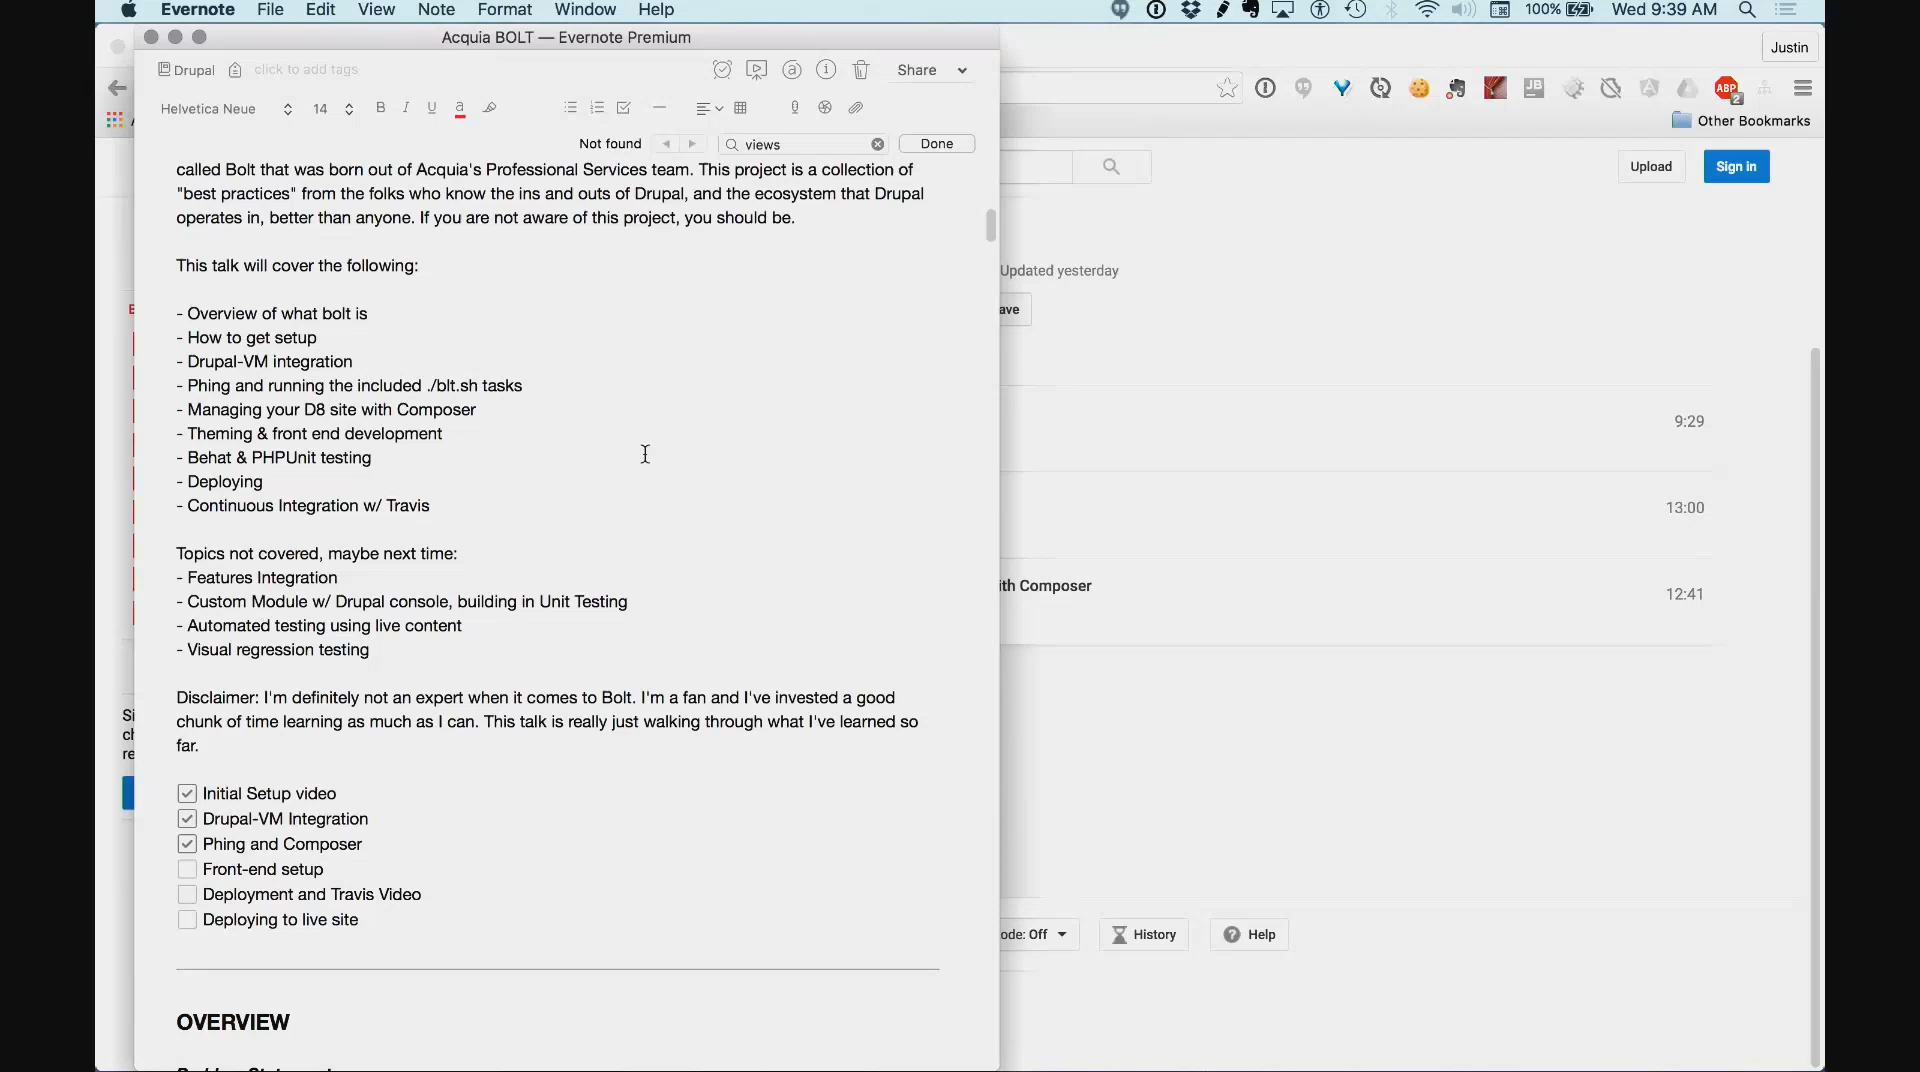 Evernote File Edit View Note Format Window Help 100% Wed 9:39 AM
Acquia BOLT — Evernote Premium
Justin
Drupal click to add tags Share
Helvetica Neue 14 B I U a
ABP 2
Other Bookmarks
Not found views Done
Upload Sign in
called Bolt that was born out of Acquia's Professional Services team. This project is a collection of
"best practices" from the folks who know the ins and outs of Drupal, and the ecosystem that Drupal
operates in, better than anyone. If you are not aware of this project, you should be.
This talk will cover the following:
Updated yesterday
- Overview of what bolt is
ave
- How to get setup
- Drupal-VM integration
- Phing and running the included ./blt.sh tasks
- Managing your D8 site with Composer
9:29
- Theming & front end development
- Behat & PHPUnit testing
- Deploying
- Continuous Integration w/ Travis
13:00
Topics not covered, maybe next time:
- Features Integration
ith Composer
12:41
- Custom Module w/ Drupal console, building in Unit Testing
- Automated testing using live content
- Visual regression testing
Disclaimer: I'm definitely not an expert when it comes to Bolt. I'm a fan and I've invested a good
chunk of time learning as much as I can. This talk is really just walking through what I've learned so
far.
Si
ch
re
Initial Setup video
Drupal-VM Integration
Phing and Composer
Front-end setup
Deployment and Travis Video
Deploying to live site
ode: Off History Help
OVERVIEW